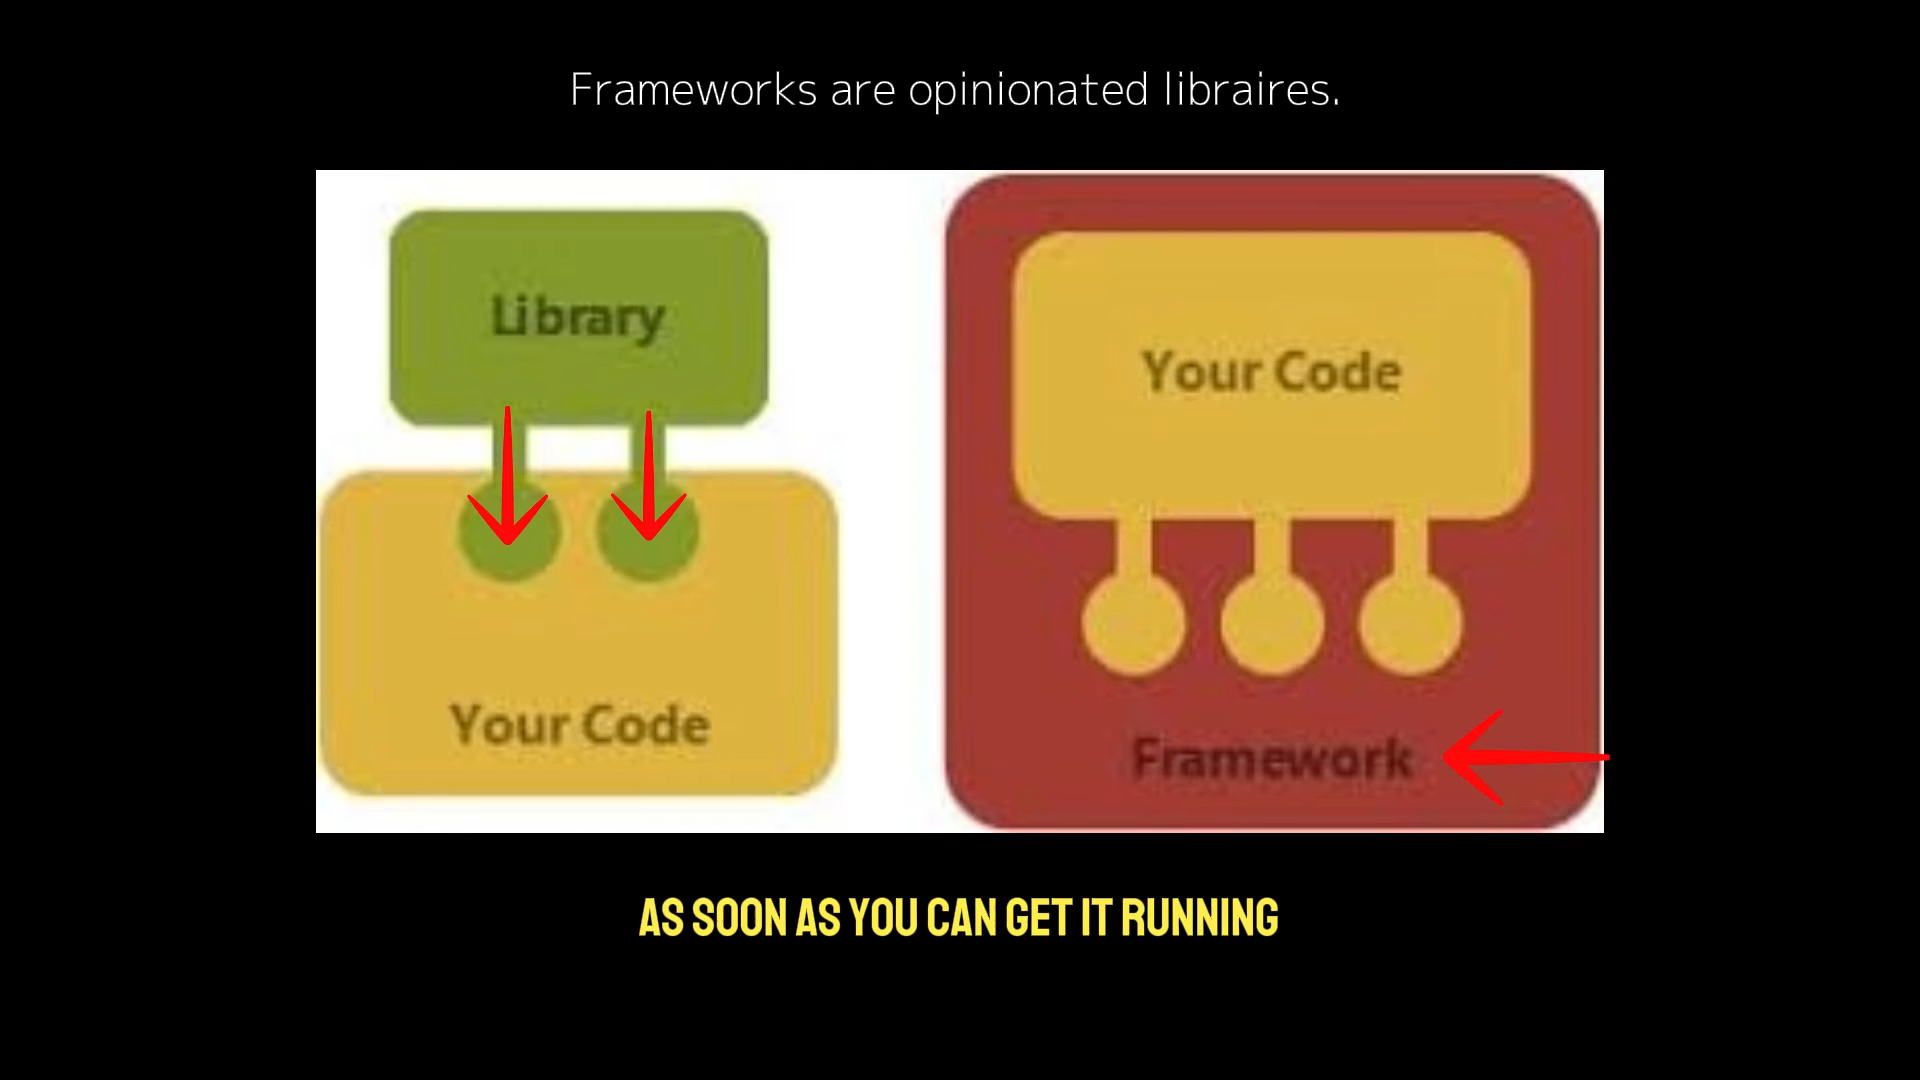 Frameworks are opinionated libraires.
Library
Your Code
Your Code
Framework
AS SOON AS YOU CAN GET IT RUNNING